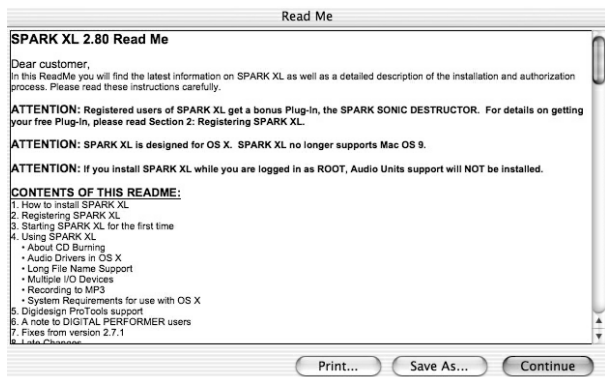 Read Me
SPARK XL 2.80 Read Me
Dear customer,
In this ReadMe you will find the latest information on SPARK XL as well as a detailed description of the installation and authorization
process. Please read these instructions carefully.
ATTENTION: Registered users of SPARK XL get a bonus Plug-In, the SPARK SONIC DESTRUCTOR. For details on getting
your free Plug-In, please read Section 2: Registering SPARK XL.
ATTENTION: SPARK XL is designed for OS X. SPARK XL no longer supports Mac OS 9.
ATTENTION: If you install SPARK XL while you are logged in as ROOT, Audio Units support will NOT be installed.
CONTENTS OF THIS README:
1. How to install SPARK XL
2. Registering SPARK XL
3. Starting SPARK XL for the first time
4. Using SPARK XL
• About CD Burning
• Audio Drivers in OS X
• Long File Name Support
• Multiple I/O Devices
• Recording to MP3
• System Requirements for use with OS X
5. Digidesign ProTools support
6. A note to DIGITAL PERFORMER users
7. Fixes from version 2.7.1
8. Late Changes
Print... Save As... Continue